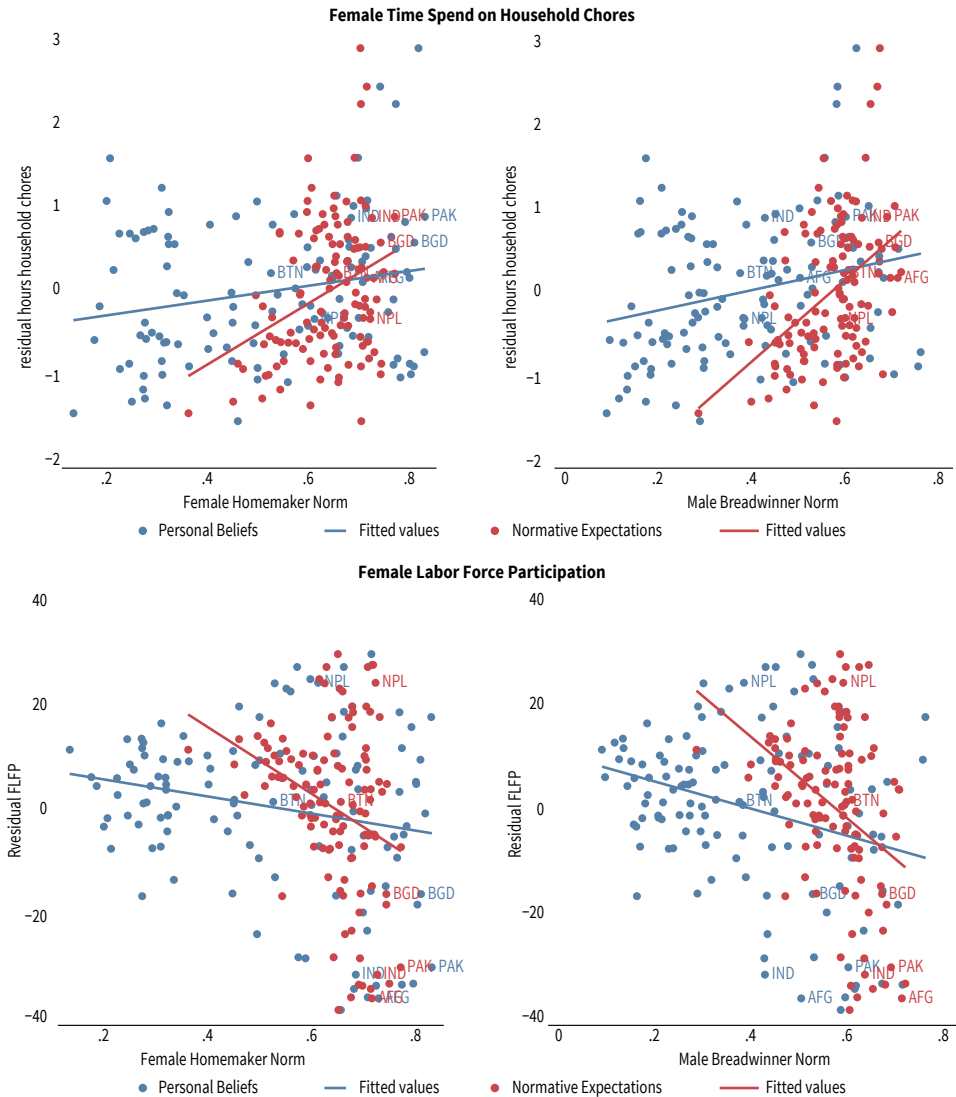 Female Time Spend on Household Chores
3
2
1
0
−1
−2
residual hours household chores
IND
IND
PAK
PAK
BGD
BGD
BTN
BTN
AFG
NPL
NPL
.2 .4 .6 .8
Female Homemaker Norm
3
2
1
0
−1
−2
residual hours household chores
IND
PAK
IND
PAK
BGD
BGD
BTN
BTN
AFG
AFG
NPL
NPL
0 .2 .4 .6 .8
Male Breadwinner Norm
Personal Beliefs Fitted values Normative Expectations Fitted values
Female Labor Force Participation
40
20
0
−20
−40
Rvesidual FLFP
NPL
NPL
BTN
BTN
BGD
BGD
PAK
PAK
IND
IND
AFG
AFG
.2 .4 .6 .8
Female Homemaker Norm
40
20
0
−20
−40
Residual FLFP
NPL
NPL
BTN
BTN
BGD
BGD
PAK
PAK
IND
IND
AFG
AFG
0 .2 .4 .6 .8
Male Breadwinner Norm
Personal Beliefs Fitted values Normative Expectations Fitted values